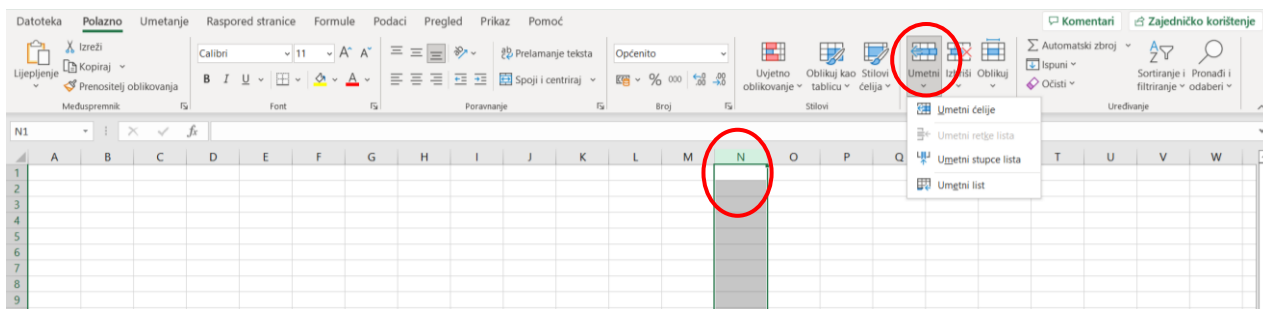 Datoteka Polazno Umetanje Raspored stranice Formule Podaci Pregled Prikaz Pomoć Komentari Zajedničko korištenje
Lijepljenje
Izreži
Kopiraj
Prenositelj oblikovanja
Međuspremnik
Calibri 11 A A
B I U A
Font
Prelamanje teksta
Spoji i centriraj
Poravnanje
Općenito
% 000
Broj
Uvjetno oblikovanje
Oblikuj kao tablicu
Stilovi ćelija
Stilovi
Umetni Izbriši Oblikuj
Umetni ćelije
Umetni retke lista
Umetni stupce lista
Umetni list
Σ Automatski zbroj
Ispuni
Očisti
Sortiranje i filtriranje
Pronađi i odaberi
Uređivanje
N1 fx
A B C D E F G H I J K L M N O P Q T U V W
1
2
3
4
5
6
7
8
9